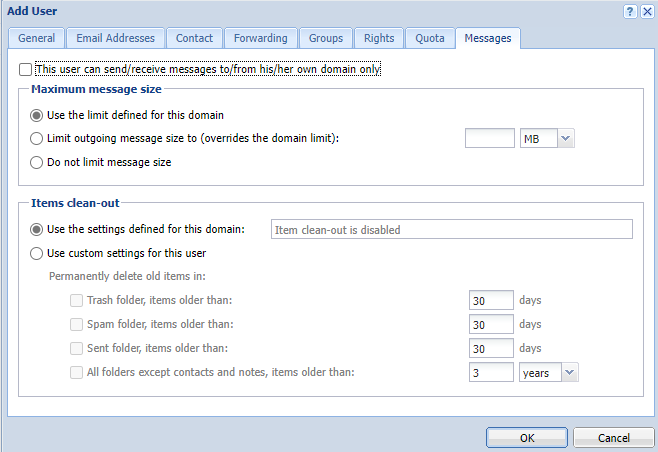 Add User
General Email Addresses Contact Forwarding Groups Rights Quota Messages
This user can send/receive messages to/from his/her own domain only
Maximum message size
Use the limit defined for this domain
Limit outgoing message size to (overrides the domain limit): MB
Do not limit message size
Items clean-out
Use the settings defined for this domain: Item clean-out is disabled
Use custom settings for this user
Permanently delete old items in:
Trash folder, items older than: 30 days
Spam folder, items older than: 30 days
Sent folder, items older than: 30 days
All folders except contacts and notes, items older than: 3 years
OK Cancel